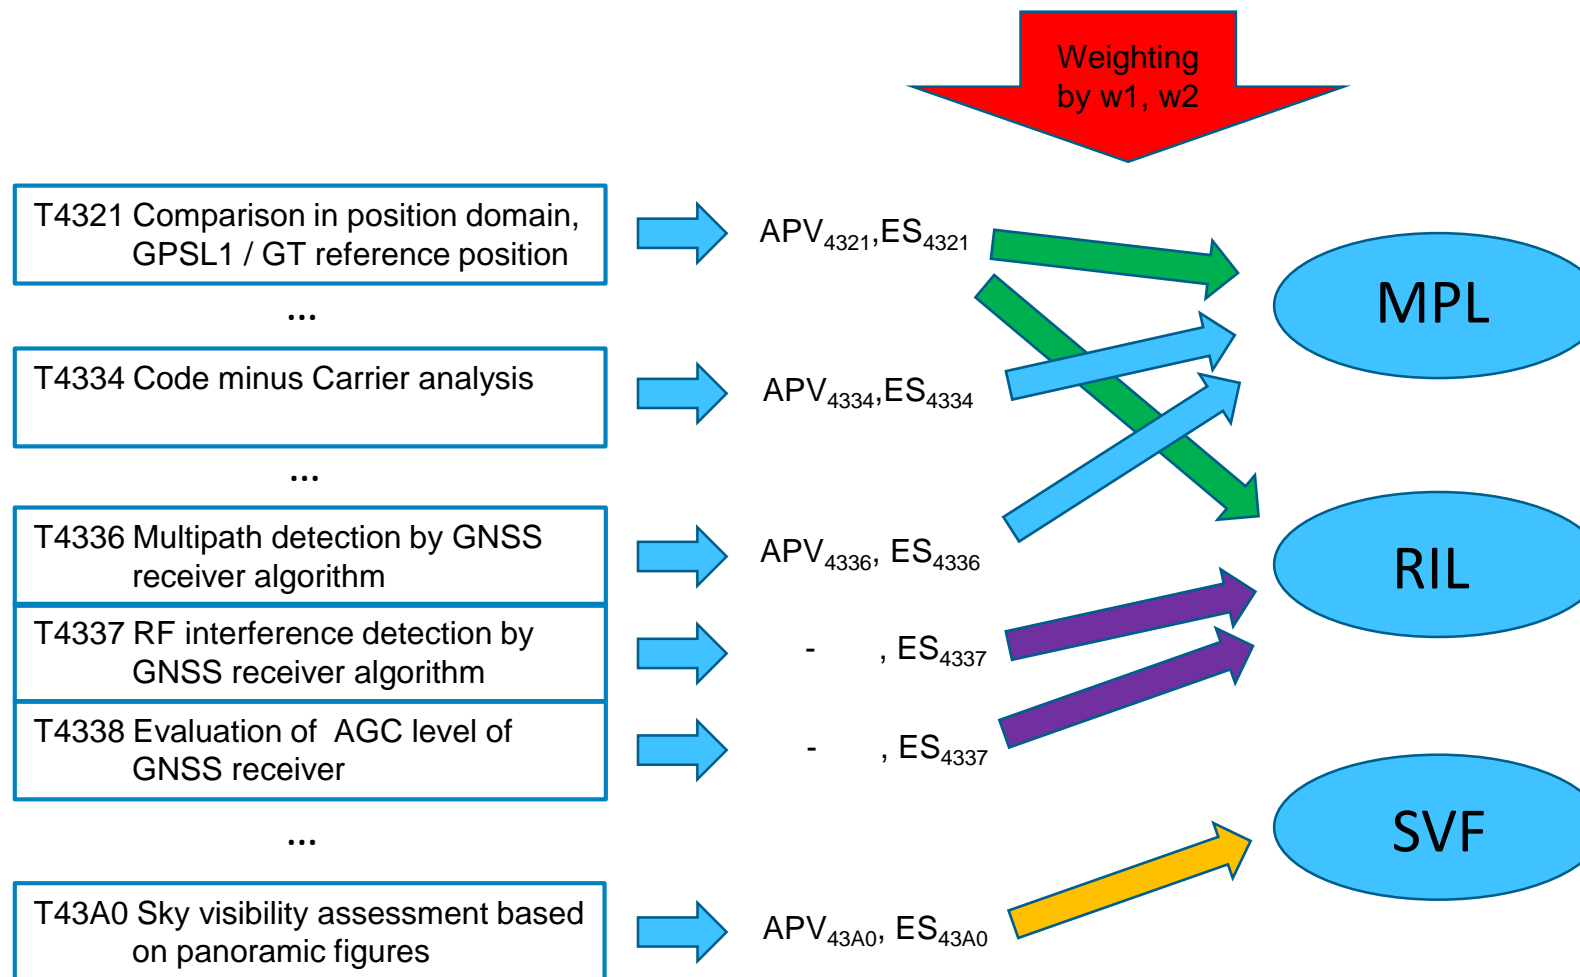 Weighting
by w1, w2
T4321 Comparison in position domain,
GPSL1 / GT reference position
APV4321,ES4321
MPL
...
T4334 Code minus Carrier analysis
APV4334,ES4334
...
T4336 Multipath detection by GNSS
receiver algorithm
APV4336, ES4336
RIL
T4337 RF interference detection by
GNSS receiver algorithm
- , ES4337
T4338 Evaluation of AGC level of
GNSS receiver
- , ES4337
SVF
...
T43A0 Sky visibility assessment based
on panoramic figures
APV43A0, ES43A0